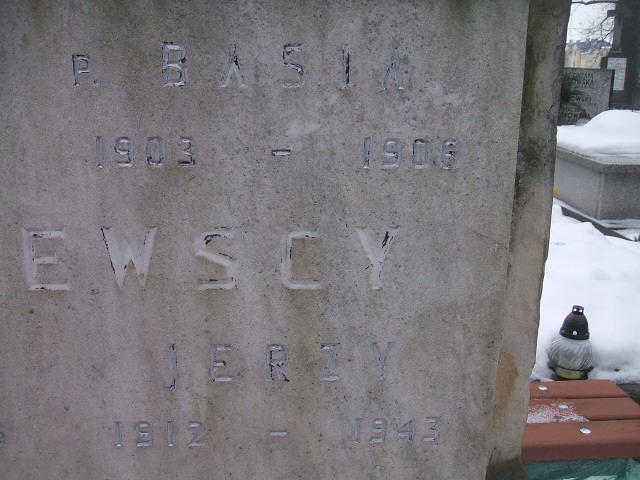 P. BASIA
1903 - 1906
EWSCY
JERZY
1912 - 1943